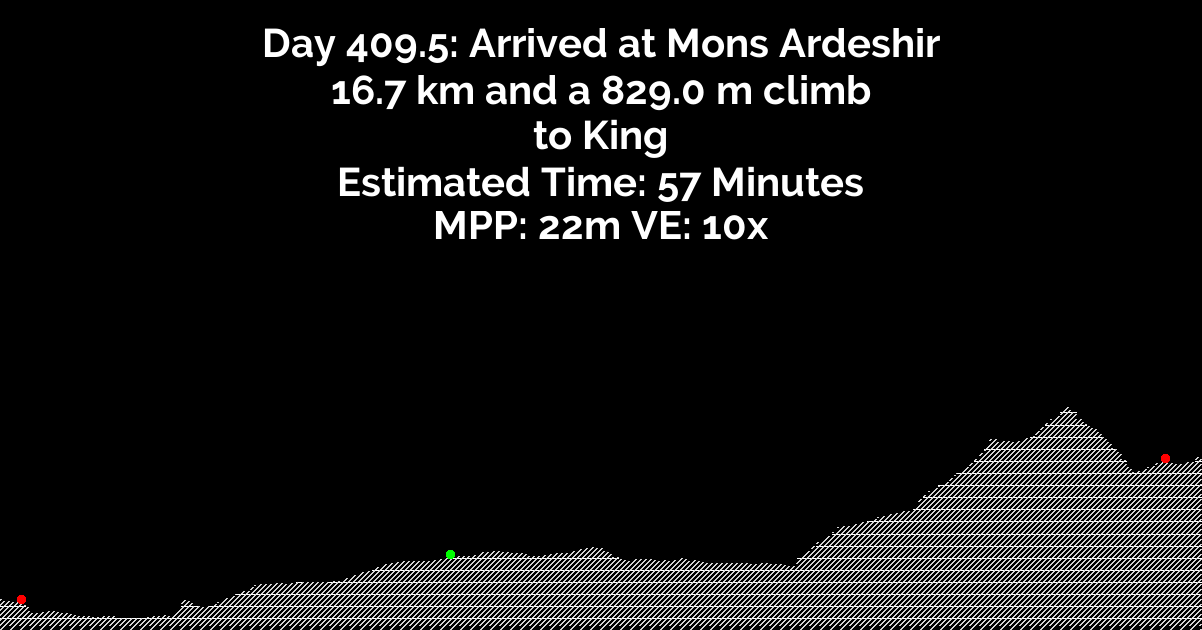 Day 409.5: Arrived at Mons Ardeshir
16.7 km and a 829.0 m climb
to King
Estimated Time: 57 Minutes
MPP: 22m VE: 10x